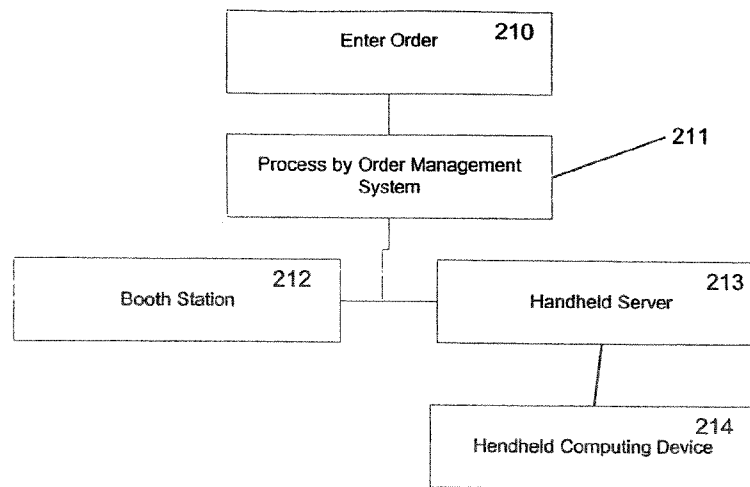 Enter Order 210
Process by Order Management
System
211
Booth Station 212
Handheld Server 213
Hendheld Computing Device 214